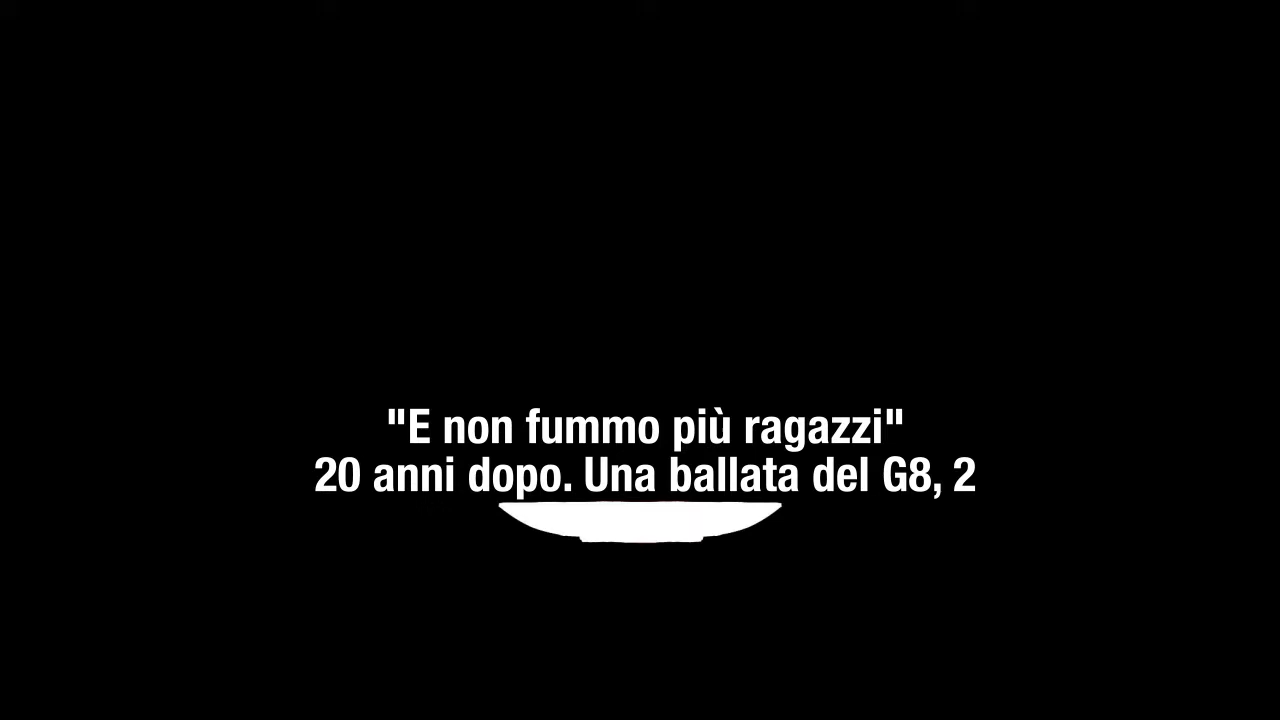 "E non fummo più ragazzi"
20 anni dopo. Una ballata del G8, 2